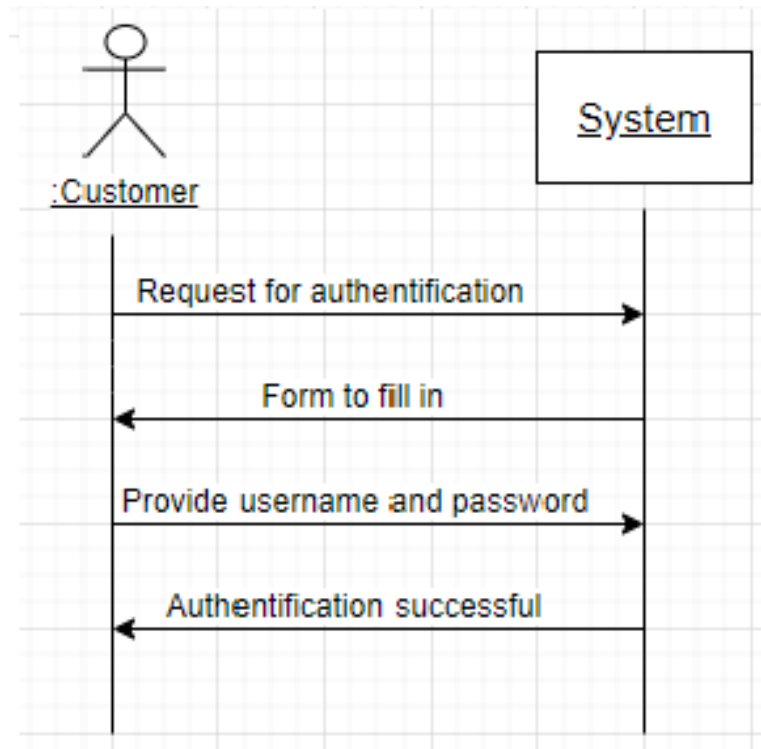 System
:Customer
Request for authentification
Form to fill in
Provide username and password
Authentification successful